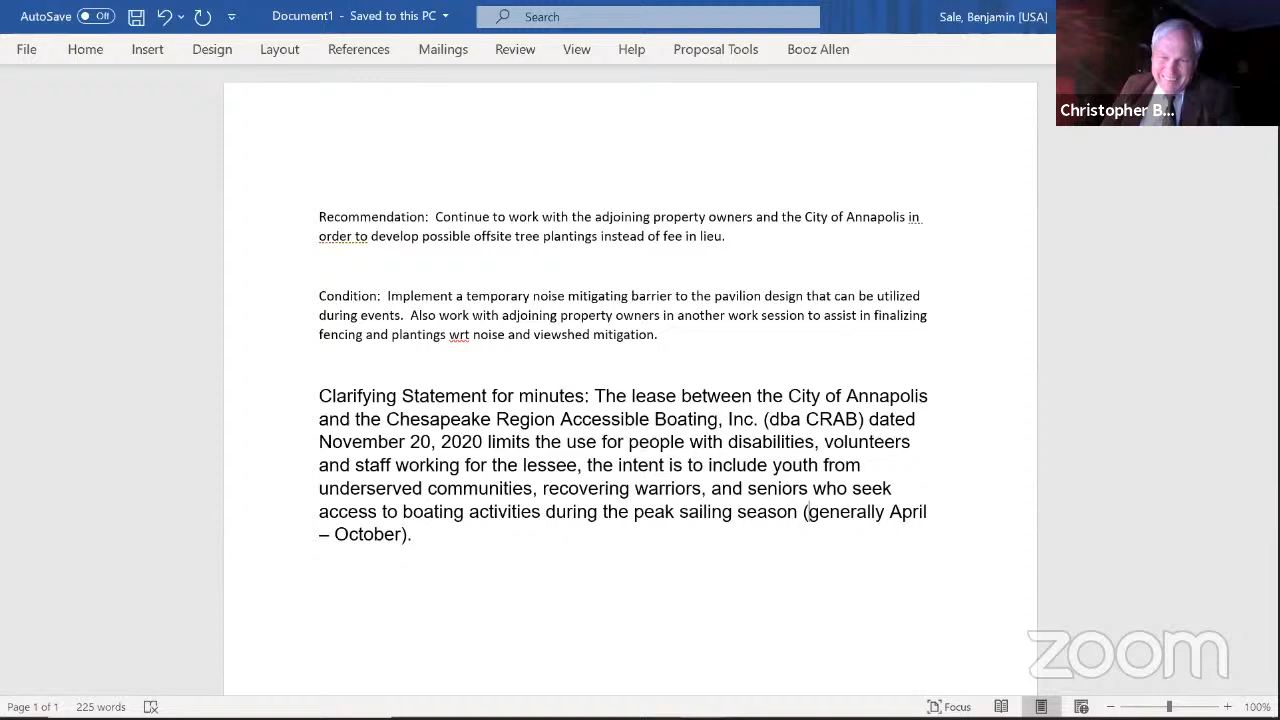 AutoSave Off Document1 - Saved to this PC Search Sale, Benjamin [USA]
File Home Insert Design Layout References Mailings Review View Help Proposal Tools Booz Allen
Christopher B...
Recommendation: Continue to work with the adjoining property owners and the City of Annapolis in
order to develop possible offsite tree plantings instead of fee in lieu.
Condition: Implement a temporary noise mitigating barrier to the pavilion design that can be utilized
during events. Also work with adjoining property owners in another work session to assist in finalizing
fencing and plantings wrt noise and viewshed mitigation.
Clarifying Statement for minutes: The lease between the City of Annapolis
and the Chesapeake Region Accessible Boating, Inc. (dba CRAB) dated
November 20, 2020 limits the use for people with disabilities, volunteers
and staff working for the lessee, the intent is to include youth from
underserved communities, recovering warriors, and seniors who seek
access to boating activities during the peak sailing season (generally April
– October).
zoom
Page 1 of 1 225 words Focus 100%